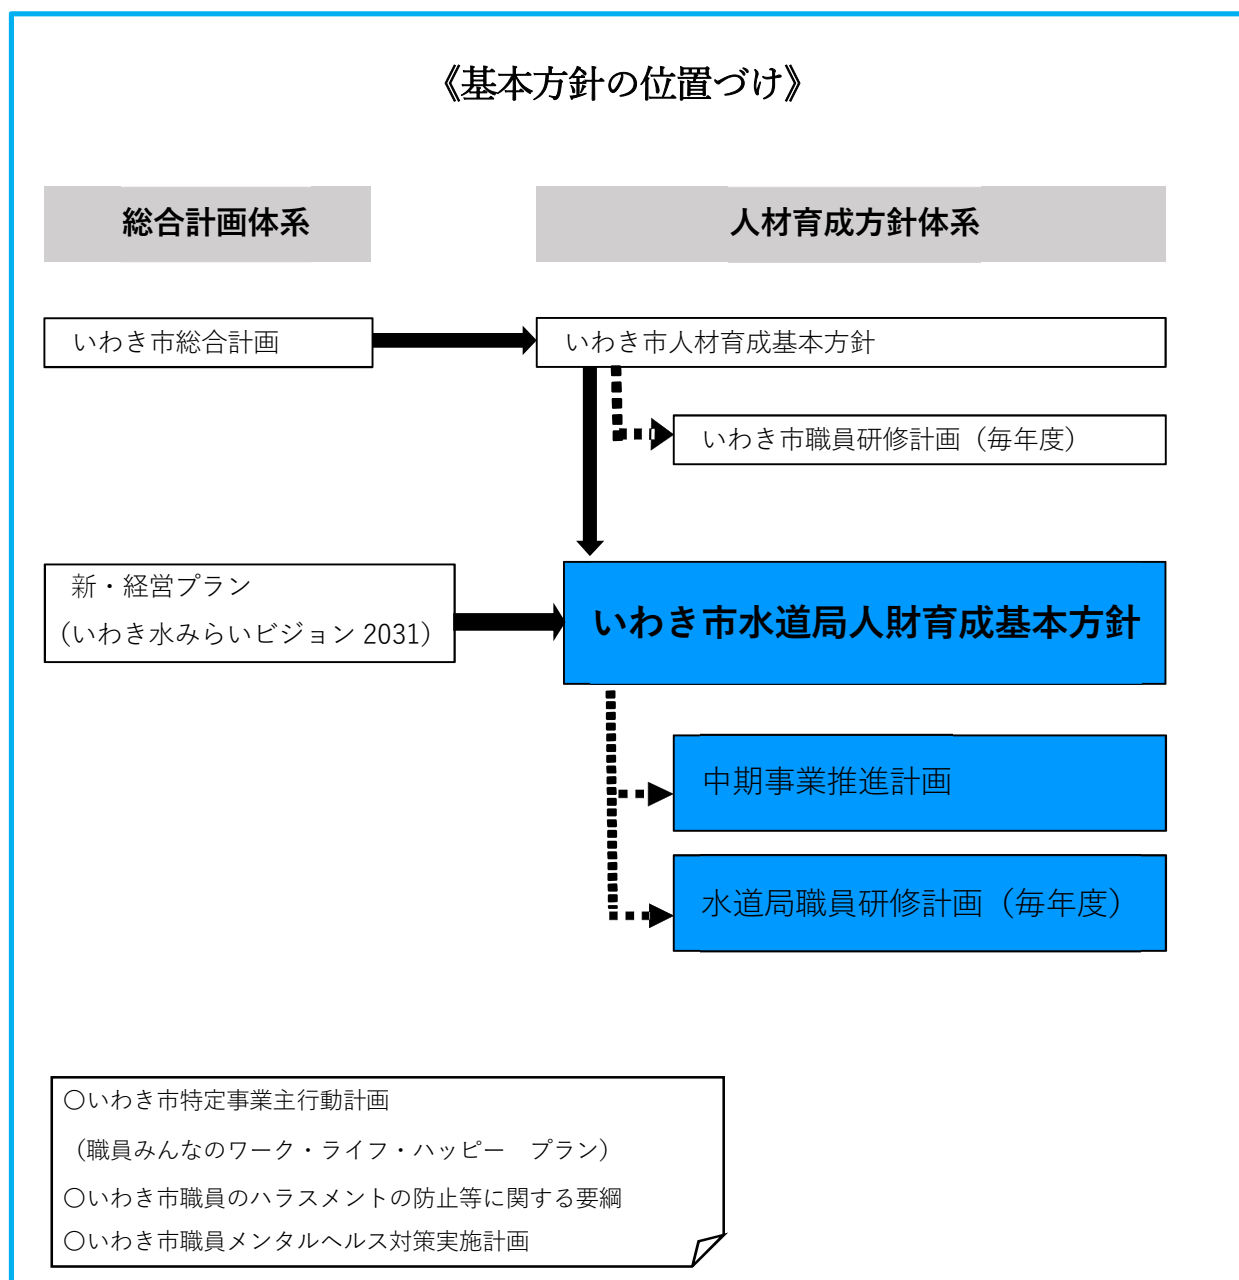 《基本方針の位置づけ》
総合計画体系
人材育成方針体系
いわき市総合計画
いわき市人材育成基本方針
いわき市職員研修計画（毎年度）
新・経営プラン
(いわき水みらいビジョン 2031)
いわき市水道局人財育成基本方針
中期事業推進計画
水道局職員研修計画（毎年度）
○いわき市特定事業主行動計画
（職員みんなのワーク・ライフ・ハッピー　プラン）
○いわき市職員のハラスメントの防止等に関する要綱
○いわき市職員メンタルヘルス対策実施計画